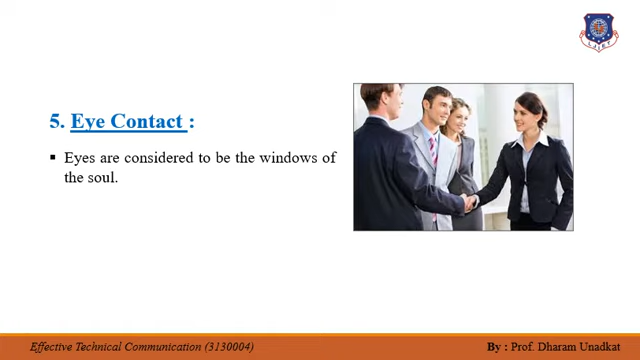 LJIET
5. Eye Contact :
▪ Eyes are considered to be the windows of
the soul.
Effective Technical Communication (3130004)
By : Prof. Dharam Unadkat